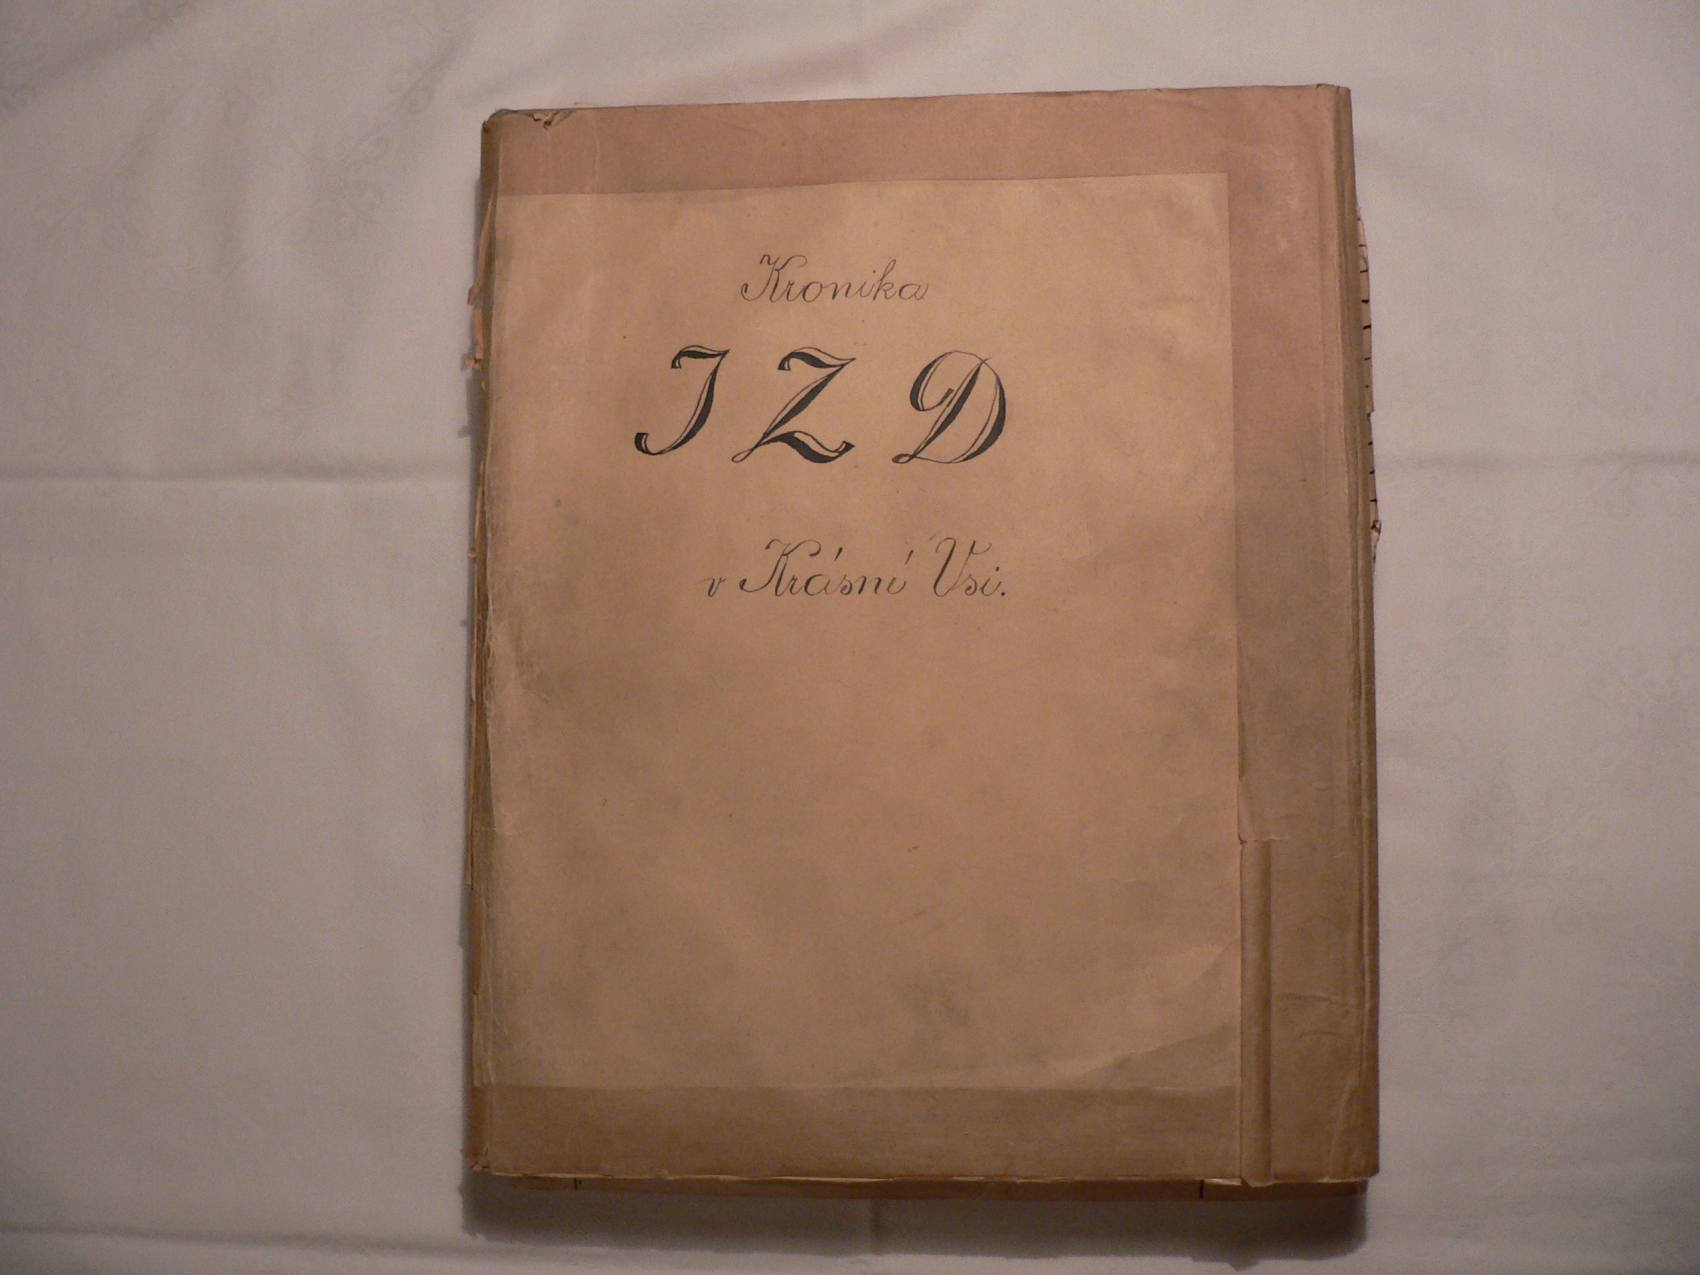 Kronika
JZD
v Krásní Vsi.